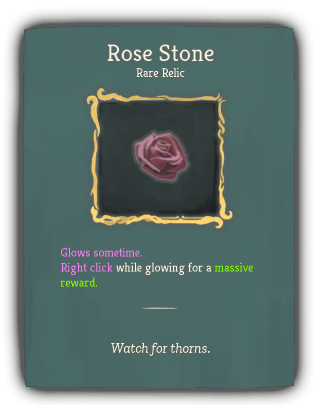 Rose Stone
Rare Relic
Glows sometime.
Right click while glowing for a massive
reward.
Watch for thorns.